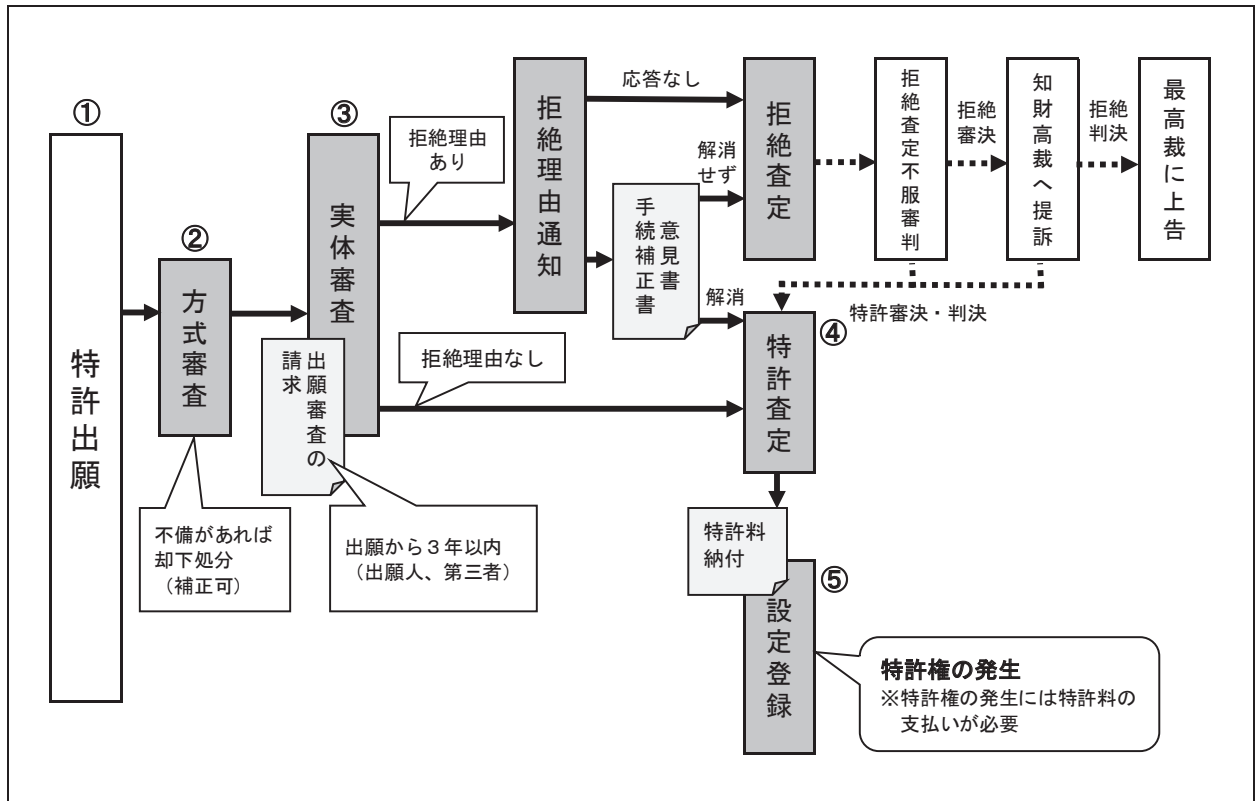 ①
特許出願
②
方式審査
不備があれば
却下処分
（補正可）
③
実体審査
出願審査の
請求
出願から３年以内
（出願人、第三者）
拒絶理由
あり
拒絶理由なし
拒絶理由通知
応答なし
意見書
手続補正書
解消
せず
解消
拒絶査定
拒絶査定不服審判
拒絶
審決
知財高裁へ提訴
拒絶
判決
最高裁に上告
特許審決・判決
④
特許査定
特許料
納付
⑤
設定登録
特許権の発生
※特許権の発生には特許料の
支払いが必要